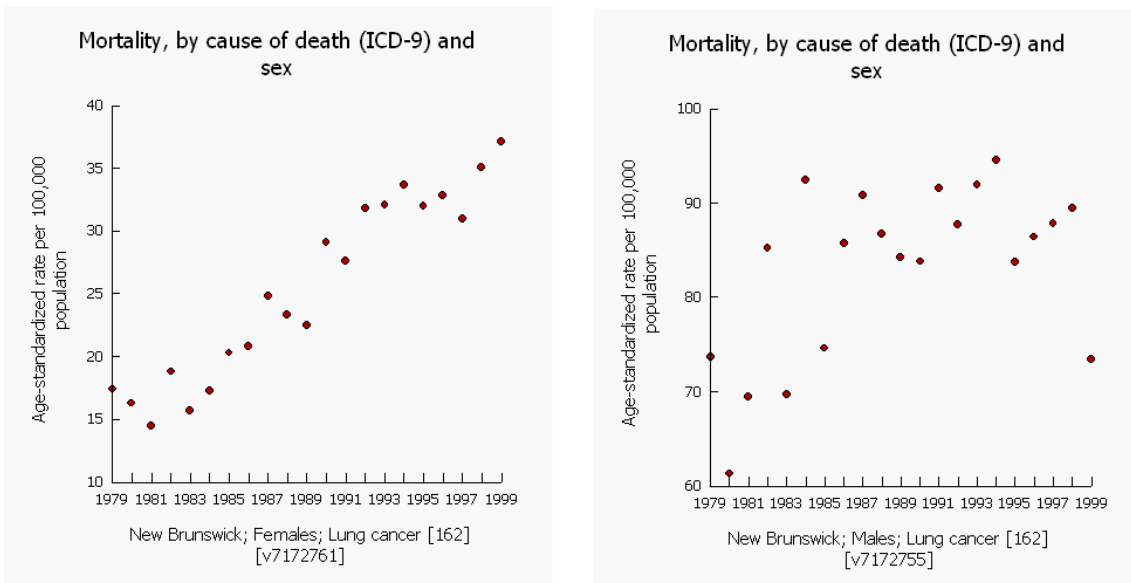 Mortality, by cause of death (ICD-9) and
sex
Age-standardized rate per 100,000
population
40
35
30
25
20
15
10
1979 1981 1983 1985 1987 1989 1991 1993 1995 1997 1999
New Brunswick; Females; Lung cancer [162]
[v7172761]
Mortality, by cause of death (ICD-9) and
sex
Age-standardized rate per 100,000
population
100
90
80
70
60
1979 1981 1983 1985 1987 1989 1991 1993 1995 1997 1999
New Brunswick; Males; Lung cancer [162]
[v7172755]